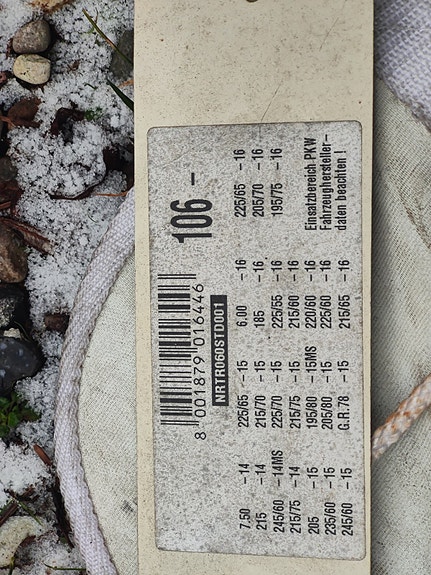 106 -
8 001879 016446
NRTR060STD001
7.50 -14 225/65 -15 6.00 -16 225/65 -16
215 -14 215/70 -15 185 -16 205/70 -16
245/60 -14MS 225/70 -15 225/55 -16 195/75 -16
215/75 -14 215/75 -15 215/60 -16
205 -15 195/80 -15MS 220/60 -16 Einsatzbereich PKW
235/60 -15 205/80 -15 225/60 -16 Fahrzeughersteller-
245/60 -15 G.R.78 -15 215/65 -16 daten beachten !